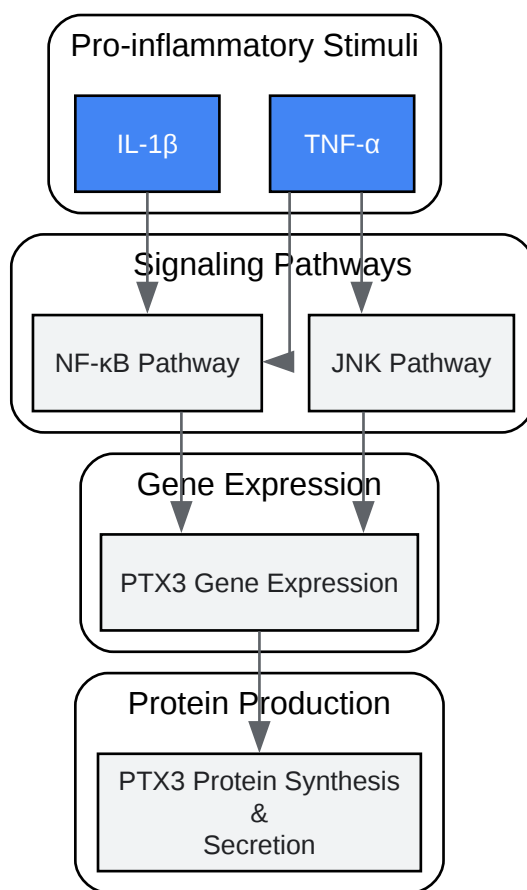 Pro-inflammatory Stimuli
IL-1β
TNF-α
Signaling Pathways
NF-κB Pathway
JNK Pathway
Gene Expression
PTX3 Gene Expression
Protein Production
PTX3 Protein Synthesis
&
Secretion